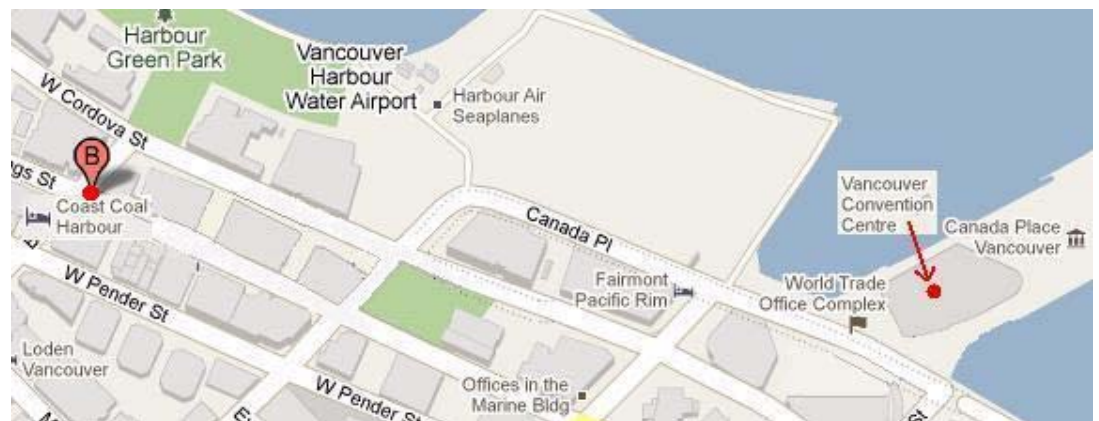 Harbour
Green Park
Vancouver
Harbour
Water Airport
Harbour Air
Seaplanes
W Cordova St
B
gs St
Coast Coal
Harbour
Canada Pl
Vancouver
Convention
Centre
Canada Place
Vancouver
World Trade
Office Complex
Fairmont
Pacific Rim
W Pender St
Loden
Vancouver
W Pender St
Offices in the
Marine Bldg
St